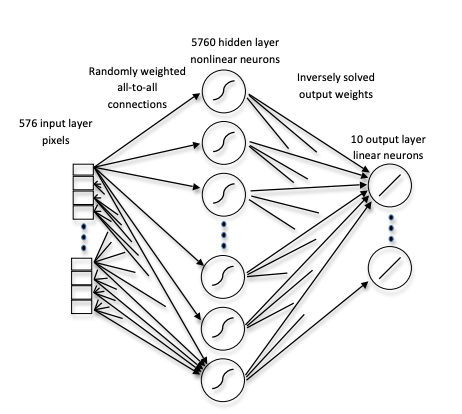 5760 hidden layer
nonlinear neurons
Randomly weighted
all-to-all
connections
Inversely solved
output weights
576 input layer
pixels
10 output layer
linear neurons